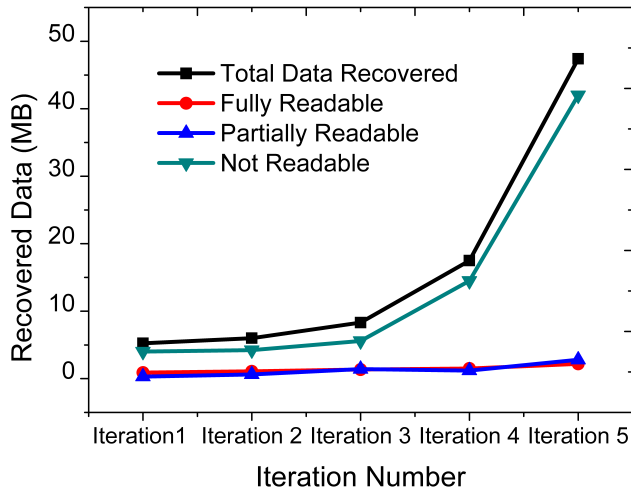 50
40
30
20
10
0
Recovered Data (MB)
Total Data Recovered
Fully Readable
Partially Readable
Not Readable
Iteration1 Iteration 2 Iteration 3 Iteration 4 Iteration 5
Iteration Number